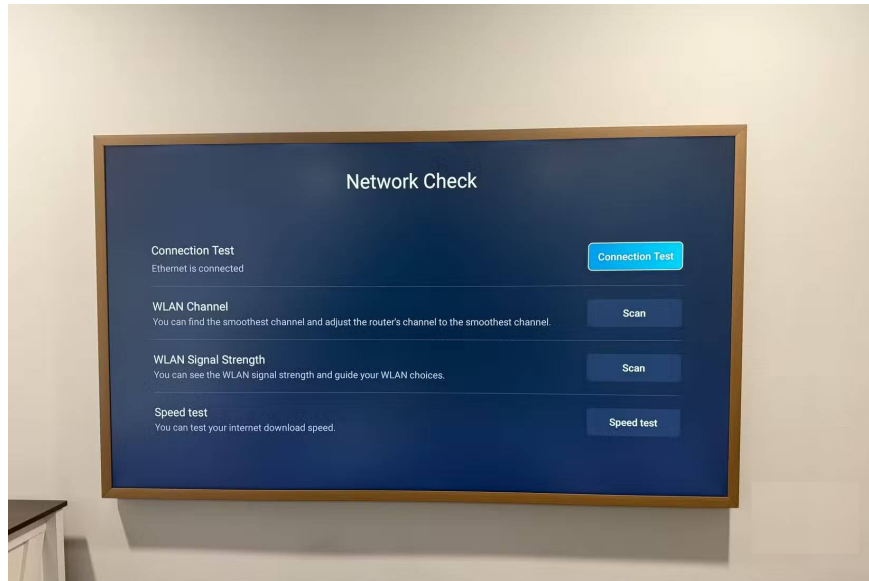 Network Check
Connection Test
Ethernet is connected
Connection Test
WLAN Channel
You can find the smoothest channel and adjust the router's channel to the smoothest channel.
Scan
WLAN Signal Strength
You can see the WLAN signal strength and guide your WLAN choices.
Scan
Speed test
You can test your internet download speed.
Speed test